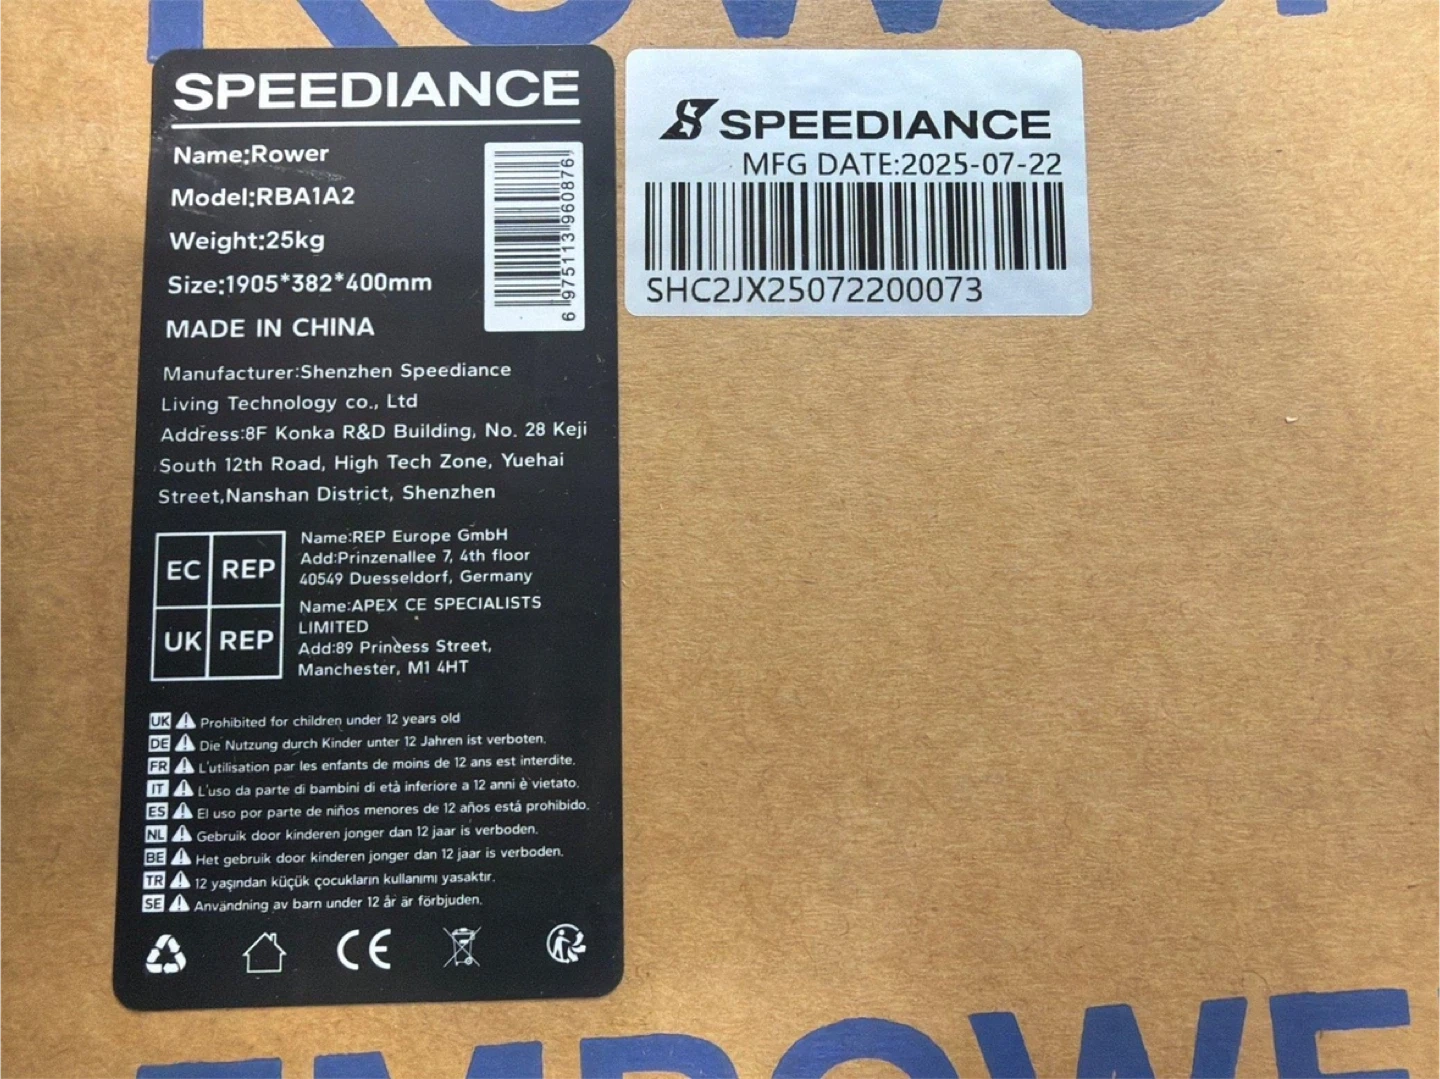 SPEEDIANCE
Name:Rower
Model:RBA1A2
Weight:25kg
Size:1905*382*400mm
MADE IN CHINA
6 975113 960876
Manufacturer:Shenzhen Speediance
Living Technology co., Ltd
Address:8F Konka R&D Building, No. 28 Keji
South 12th Road, High Tech Zone, Yuehai
Street,Nanshan District, Shenzhen
EC REP
Name:REP Europe GmbH
Add:Prinzenallee 7, 4th floor
40549 Duesseldorf, Germany
UK REP
Name:APEX CE SPECIALISTS
LIMITED
Add:89 Princess Street,
Manchester, M1 4HT
UK Prohibited for children under 12 years old
DE Die Nutzung durch Kinder unter 12 Jahren ist verboten.
FR L'utilisation par les enfants de moins de 12 ans est interdite.
IT L'uso da parte di bambini di età inferiore a 12 anni è vietato.
ES El uso por parte de niños menores de 12 años está prohibido.
NL Gebruik door kinderen jonger dan 12 jaar is verboden.
BE Het gebruik door kinderen jonger dan 12 jaar is verboden.
TR 12 yaşından küçük çocukların kullanımı yasaktır.
SE Användning av barn under 12 år är förbjuden.
CE
SPEEDIANCE
MFG DATE:2025-07-22
SHC2JX25072200073
EMPOWE